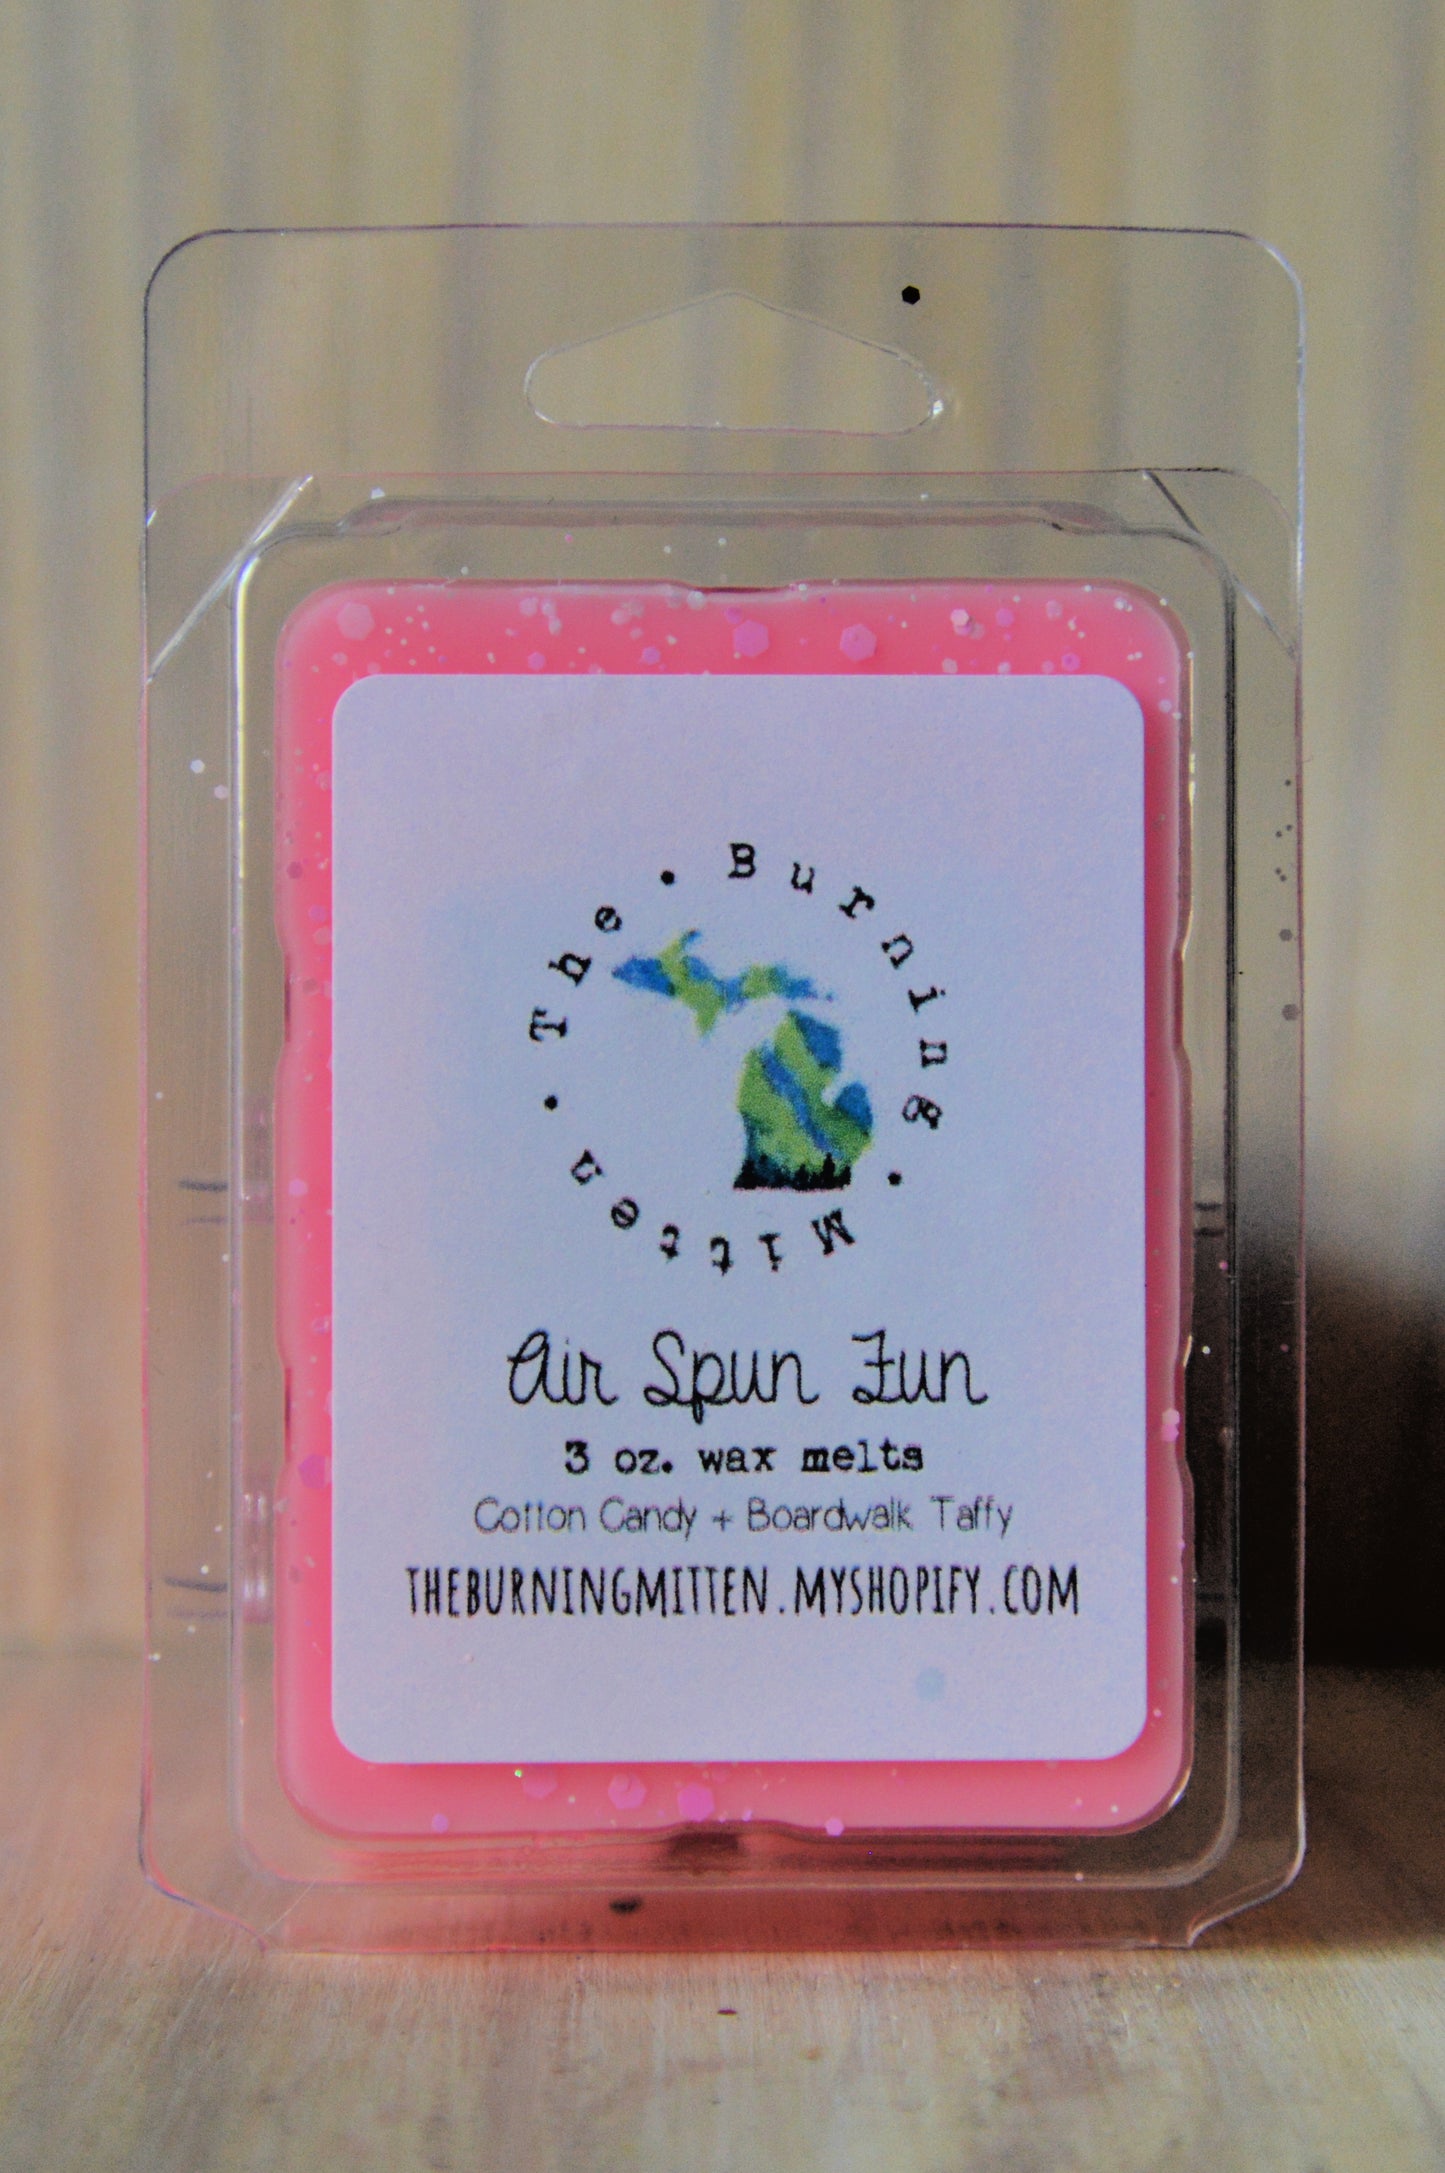 The • Burning • Mitten •
Air Spun Fun
3 oz. wax melts
Cotton Candy + Boardwalk Taffy
THEBURNINGMITTEN.MYSHOPIFY.COM